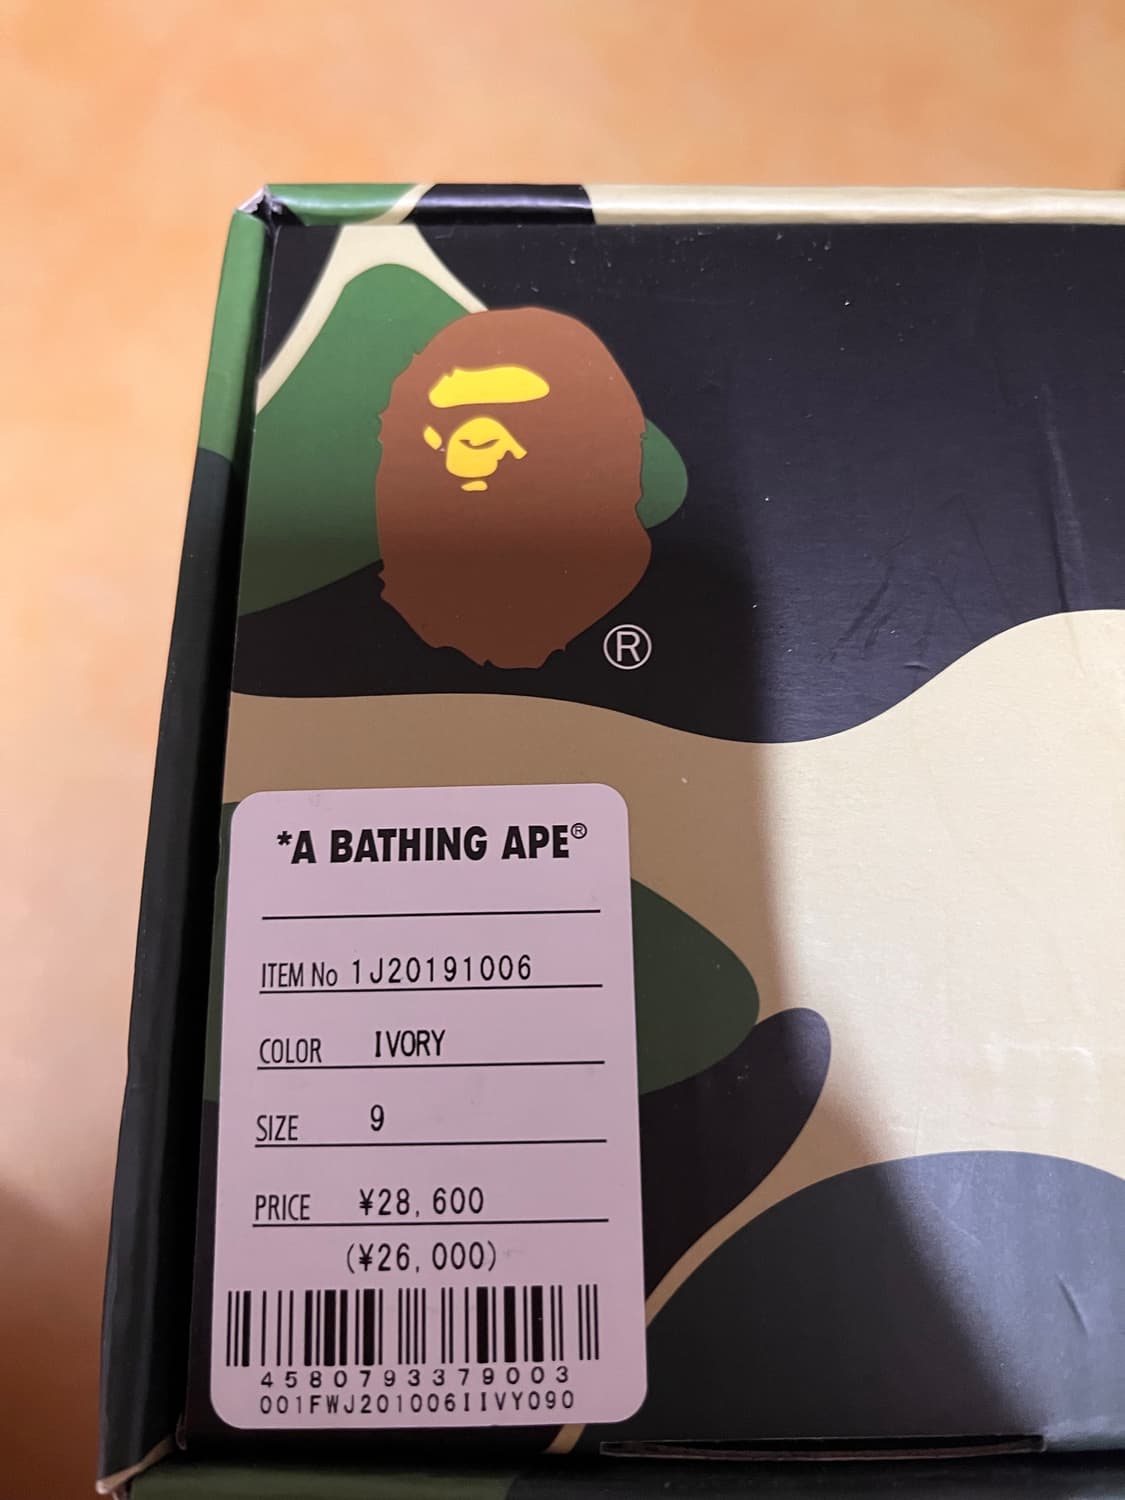 ®
*A BATHING APE®
ITEM No 1J20191006
COLOR IVORY
SIZE 9
PRICE ¥28,600
(¥26,000)
4580793379003
001FWJ201006IIVY090